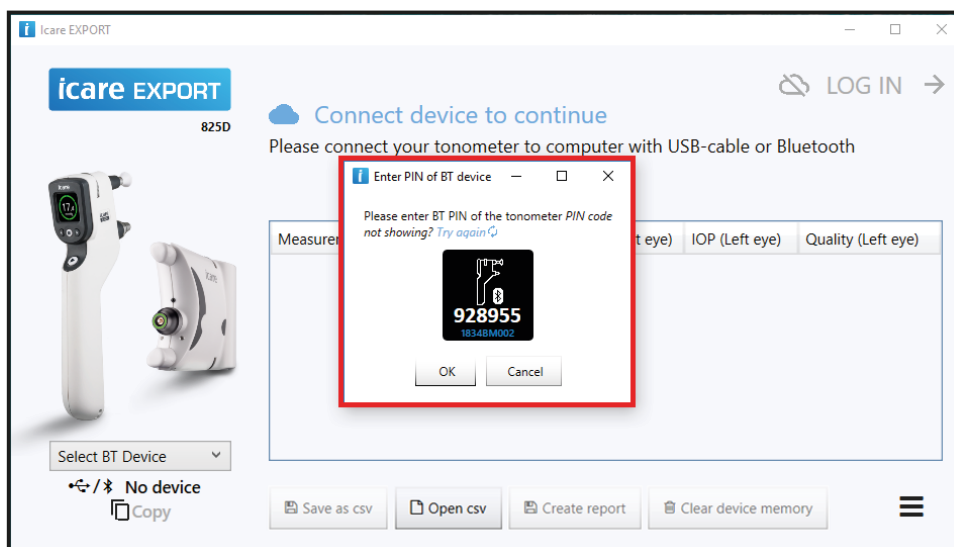 Icare EXPORT
icare EXPORT
825D
LOG IN
Connect device to continue
Please connect your tonometer to computer with USB-cable or Bluetooth
Enter PIN of BT device
Please enter BT PIN of the tonometer PIN code
not showing? Try again
928955
18348M002
OK
Cancel
t eye)
IOP (Left eye)
Quality (Left eye)
Select BT Device
No device
Copy
Save as csv
Open csv
Create report
Clear device memory